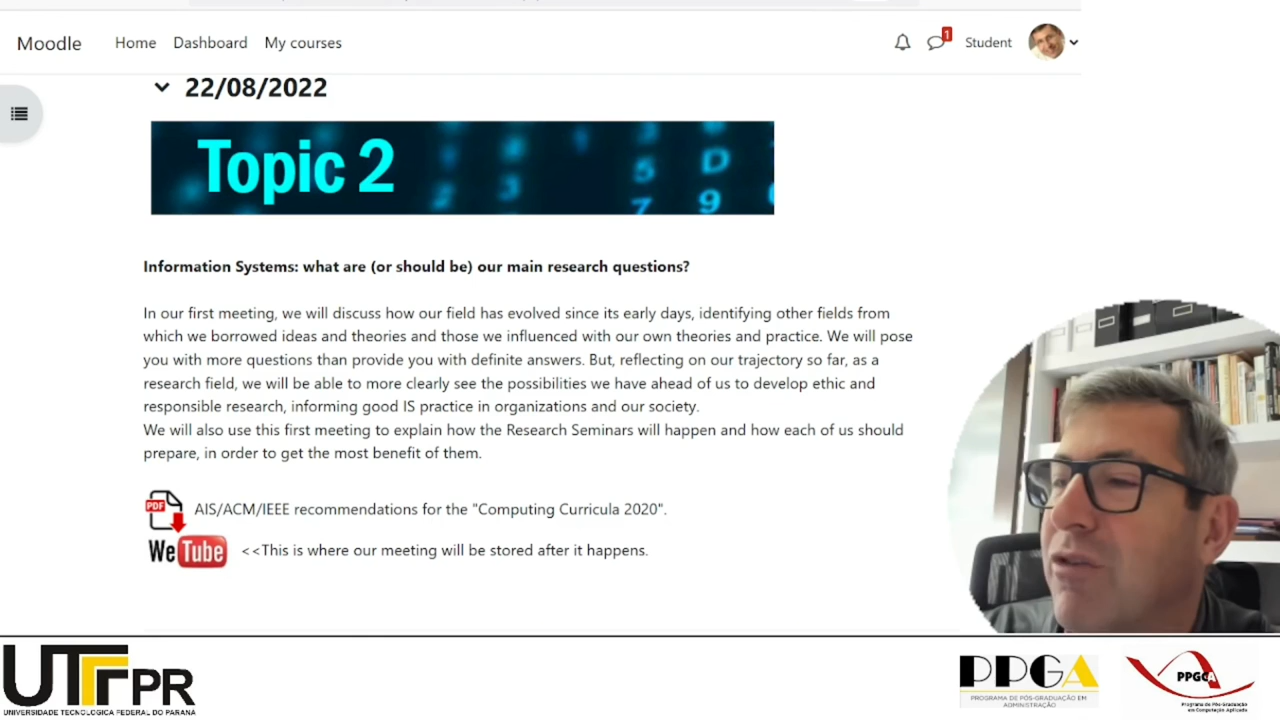 Moodle Home Dashboard My courses 1 Student
22/08/2022
Topic 2
Information Systems: what are (or should be) our main research questions?
In our first meeting, we will discuss how our field has evolved since its early days, identifying other fields from
which we borrowed ideas and theories and those we influenced with our own theories and practice. We will pose
you with more questions than provide you with definite answers. But, reflecting on our trajectory so far, as a
research field, we will be able to more clearly see the possibilities we have ahead of us to develop ethic and
responsible research, informing good IS practice in organizations and our society.
We will also use this first meeting to explain how the Research Seminars will happen and how each of us should
prepare, in order to get the most benefit of them.
PDF AIS/ACM/IEEE recommendations for the "Computing Curricula 2020".
WeTube <<This is where our meeting will be stored after it happens.
UTFPR
UNIVERSIDADE TECNOLÓGICA FEDERAL DO PARANÁ
PPGA
PROGRAMA DE PÓS-GRADUAÇÃO EM
ADMINISTRAÇÃO
PPGCA
Programa de Pós-Graduação
em Computação Aplicada